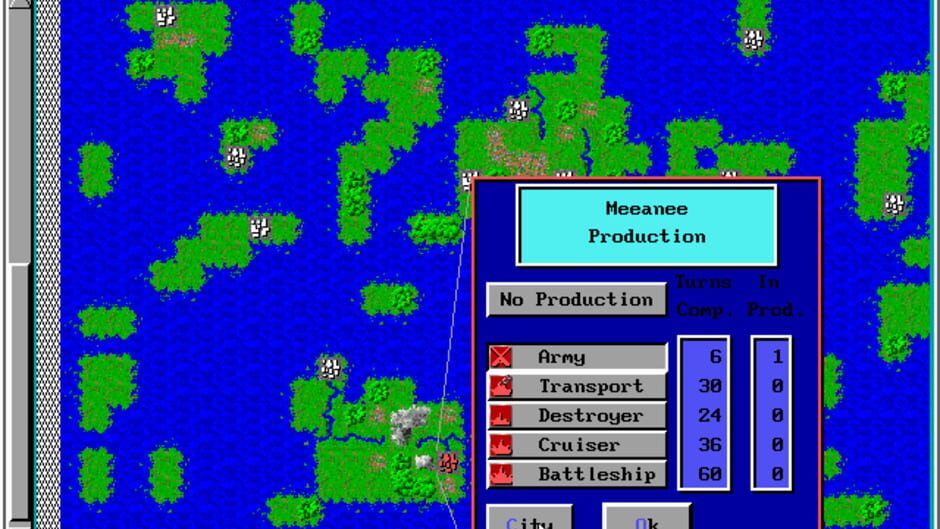 Meeanee
Production
No Production
Turns In
Comp. Prod.
Army 6 1
Transport 30 0
Destroyer 24 0
Cruiser 36 0
Battleship 60 0
City Ok